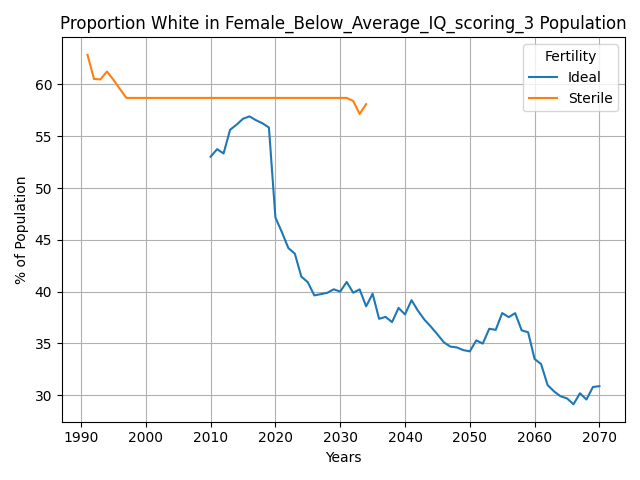 Proportion White in Female_Below_Average_IQ_scoring_3 Population
Fertility
Ideal
Sterile
% of Population
60
55
50
45
40
35
30
1990
2000
2010
2020
2030
2040
2050
2060
2070
Years